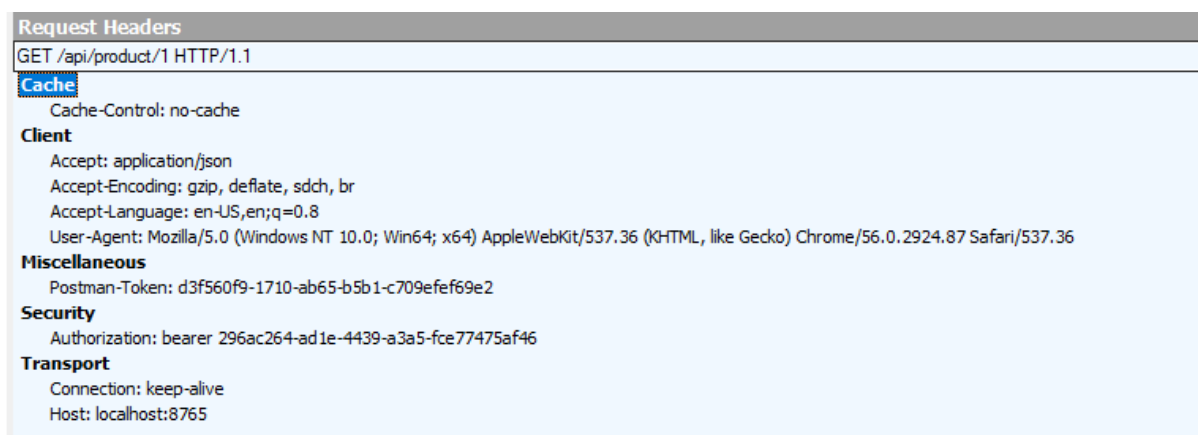 Request Headers
GET /api/product/1 HTTP/1.1
Cache
Cache-Control: no-cache
Client
Accept: application/json
Accept-Encoding: gzip, deflate, sdch, br
Accept-Language: en-US,en;q=0.8
User-Agent: Mozilla/5.0 (Windows NT 10.0; Win64; x64) AppleWebKit/537.36 (KHTML, like Gecko) Chrome/56.0.2924.87 Safari/537.36
Miscellaneous
Postman-Token: d3f560f9-1710-ab65-b5b1-c709efef69e2
Security
Authorization: bearer 296ac264-ad1e-4439-a3a5-fce77475af46
Transport
Connection: keep-alive
Host: localhost:8765